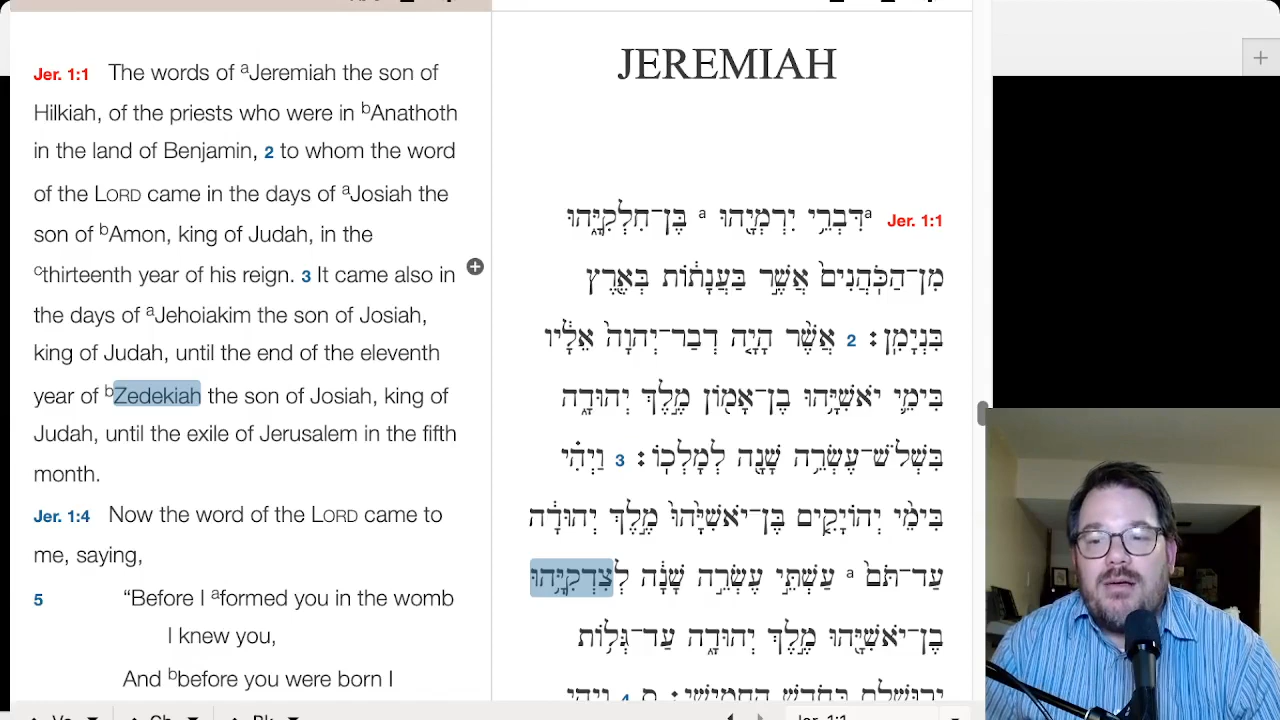 Jer. 1:1 The words of aJeremiah the son of
Hilkiah, of the priests who were in bAnathoth
in the land of Benjamin, 2 to whom the word
of the LORD came in the days of aJosiah the
son of bAmon, king of Judah, in the
cthirteenth year of his reign. 3 It came also in
the days of aJehoiakim the son of Josiah,
king of Judah, until the end of the eleventh
year of bZedekiah the son of Josiah, king of
Judah, until the exile of Jerusalem in the fifth
month.
Jer. 1:4 Now the word of the LORD came to
me, saying,
5 “Before I aformed you in the womb
I knew you,
And bbefore you were born I
JEREMIAH
Jer. 1:1 aדִּבְרֵ֥י יִרְמְיָ֖הוּ a בֶּן־חִלְקִיָּ֑הוּ
מִן־הַכֹּֽהֲנִים֙ אֲשֶׁ֣ר בַּעֲנָת֔וֹת בְּאֶ֖רֶץ
בִּנְיָמִֽן׃ 2 אֲשֶׁ֨ר הָיָ֤ה דְבַר־יְהוָה֙ אֵלָ֔יו
בִּימֵ֛י יֹאשִׁיָּ֥הוּ בֶן־אָמ֖וֹן מֶ֣לֶךְ יְהוּדָ֑ה
בִּשְׁלֹשׁ־עֶשְׂרֵ֥ה שָׁנָ֖ה לְמָלְכֽוֹ׃ 3 וַיְהִ֗י
בִּימֵ֨י יְהוֹיָקִ֤ים בֶּן־יֹאשִׁיָּ֙הוּ֙ מֶ֣לֶךְ יְהוּדָ֔ה
עַד־תֹּם֙ a עַשְׁתֵּ֣י עֶשְׂרֵ֣ה שָׁנָ֔ה לְצִדְקִיָּ֥הוּ
בֶן־יֹאשִׁיָּ֖הוּ מֶ֣לֶךְ יְהוּדָ֑ה עַד־גְּל֥וֹת
יְרוּשָׁלִַ֖ם בַּחֹ֥דֶשׁ הַחֲמִישִֽׁי׃ ס 4 וַיְהִ֥י
Jer. 1:1